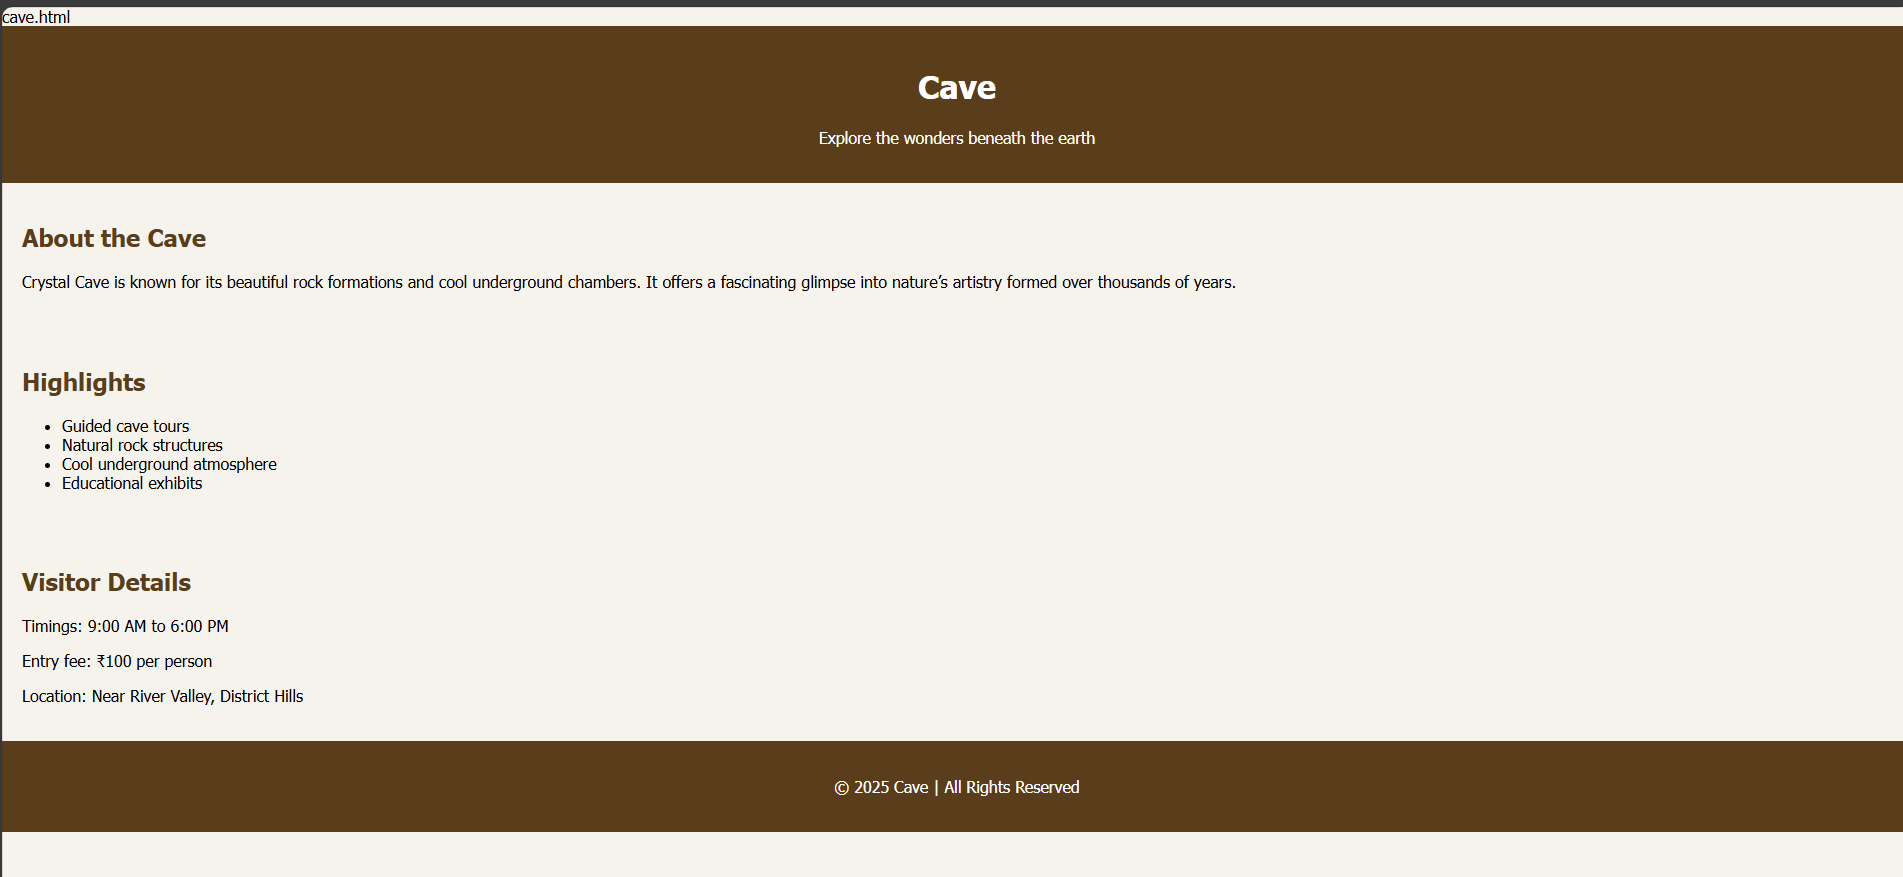 cave.html
Cave
Explore the wonders beneath the earth
About the Cave
Crystal Cave is known for its beautiful rock formations and cool underground chambers. It offers a fascinating glimpse into nature’s artistry formed over thousands of years.
Highlights
• Guided cave tours
• Natural rock structures
• Cool underground atmosphere
• Educational exhibits
Visitor Details
Timings: 9:00 AM to 6:00 PM
Entry fee: ₹100 per person
Location: Near River Valley, District Hills
© 2025 Cave | All Rights Reserved